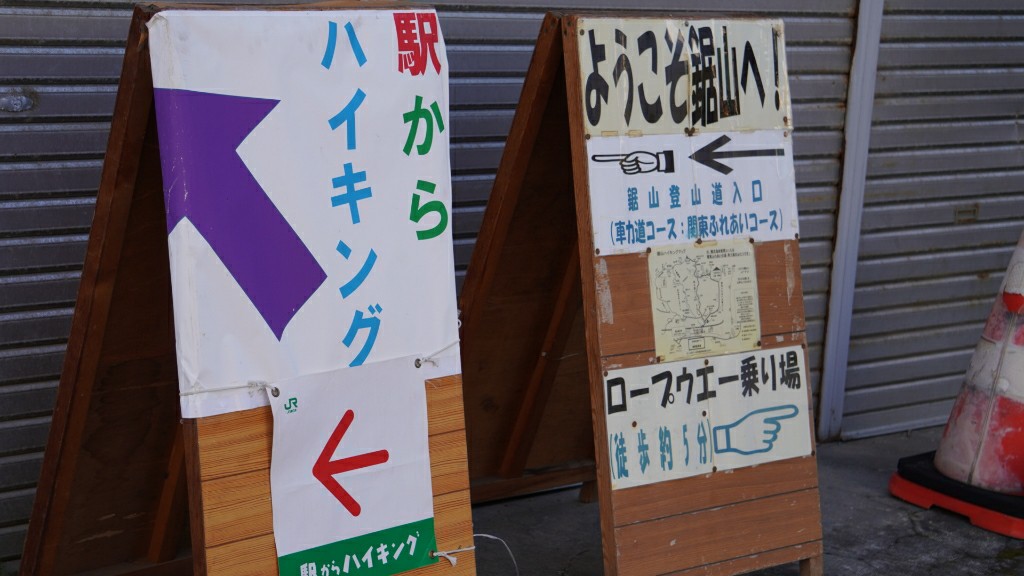 駅から
ハイキング
JR
駅からハイキング
ようこそ鋸山へ!
鋸山登山道入口
(車力道コース:関東ふれあいコース)
ロープウエー乗り場
(徒歩約5分)